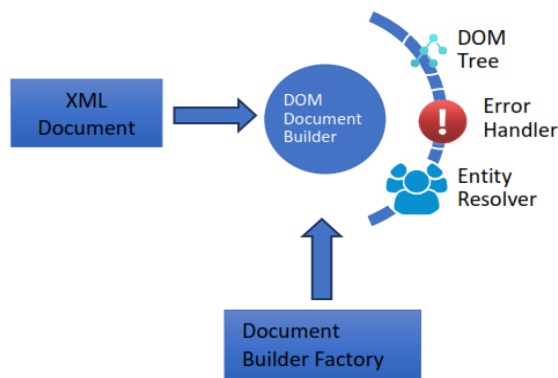 XML
Document
DOM
Document
Builder
DOM
Tree
Error
Handler
Entity
Resolver
Document
Builder Factory